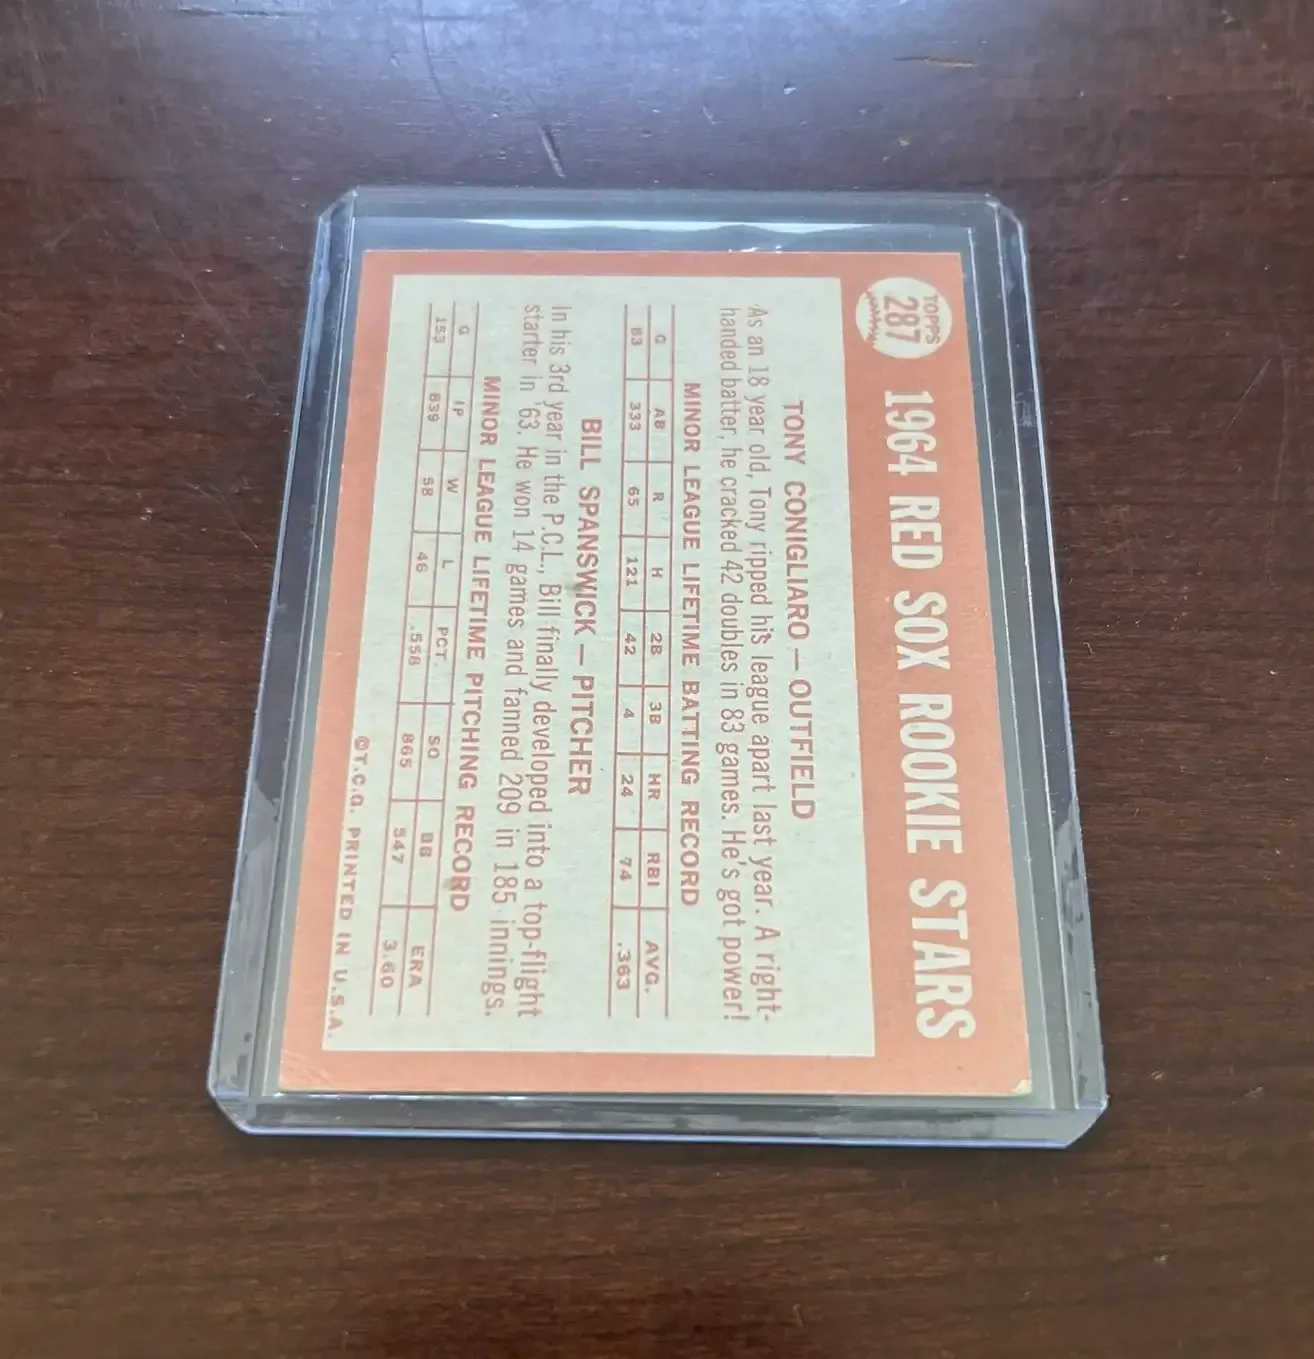 TOPPS
287
1964 RED SOX ROOKIE STARS
TONY CONIGLIARO — OUTFIELD
As an 18 year old, Tony ripped his league apart last year. A right-
handed batter, he cracked 42 doubles in 83 games. He's got power!
MINOR LEAGUE LIFETIME BATTING RECORD
G AB R H 2B 3B HR RBI AVG.
83 333 65 121 42 4 24 74 .363
BILL SPANSWICK — PITCHER
In his 3rd year in the P.C.L., Bill finally developed into a top-flight
starter in '63. He won 14 games and fanned 209 in 185 innings.
MINOR LEAGUE LIFETIME PITCHING RECORD
G IP W L PCT. SO BB ERA
153 839 58 46 .558 865 547 3.60
©T.C.G. PRINTED IN U.S.A.